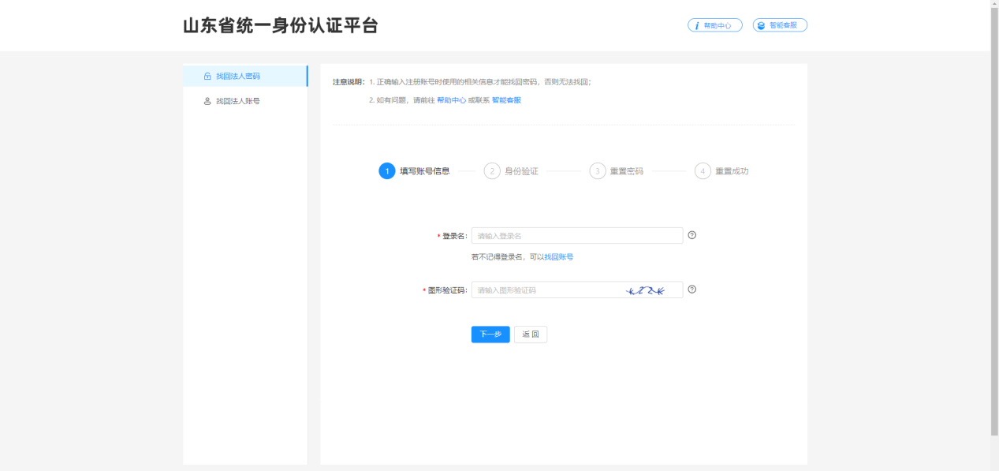 山东省统一身份认证平台
帮助中心
智能客服
找回法人密码
找回法人账号
注意说明：1. 正确输入注册账号时使用的相关信息才能找回密码，否则无法找回；
2. 如有问题，请前往 帮助中心 或联系 智能客服
1 填写账号信息 2 身份验证 3 重置密码 4 重置成功
* 登录名： 请输入登录名
若不记得登录名，可以找回账号
* 图形验证码： 请输入图形验证码
下一步 返 回